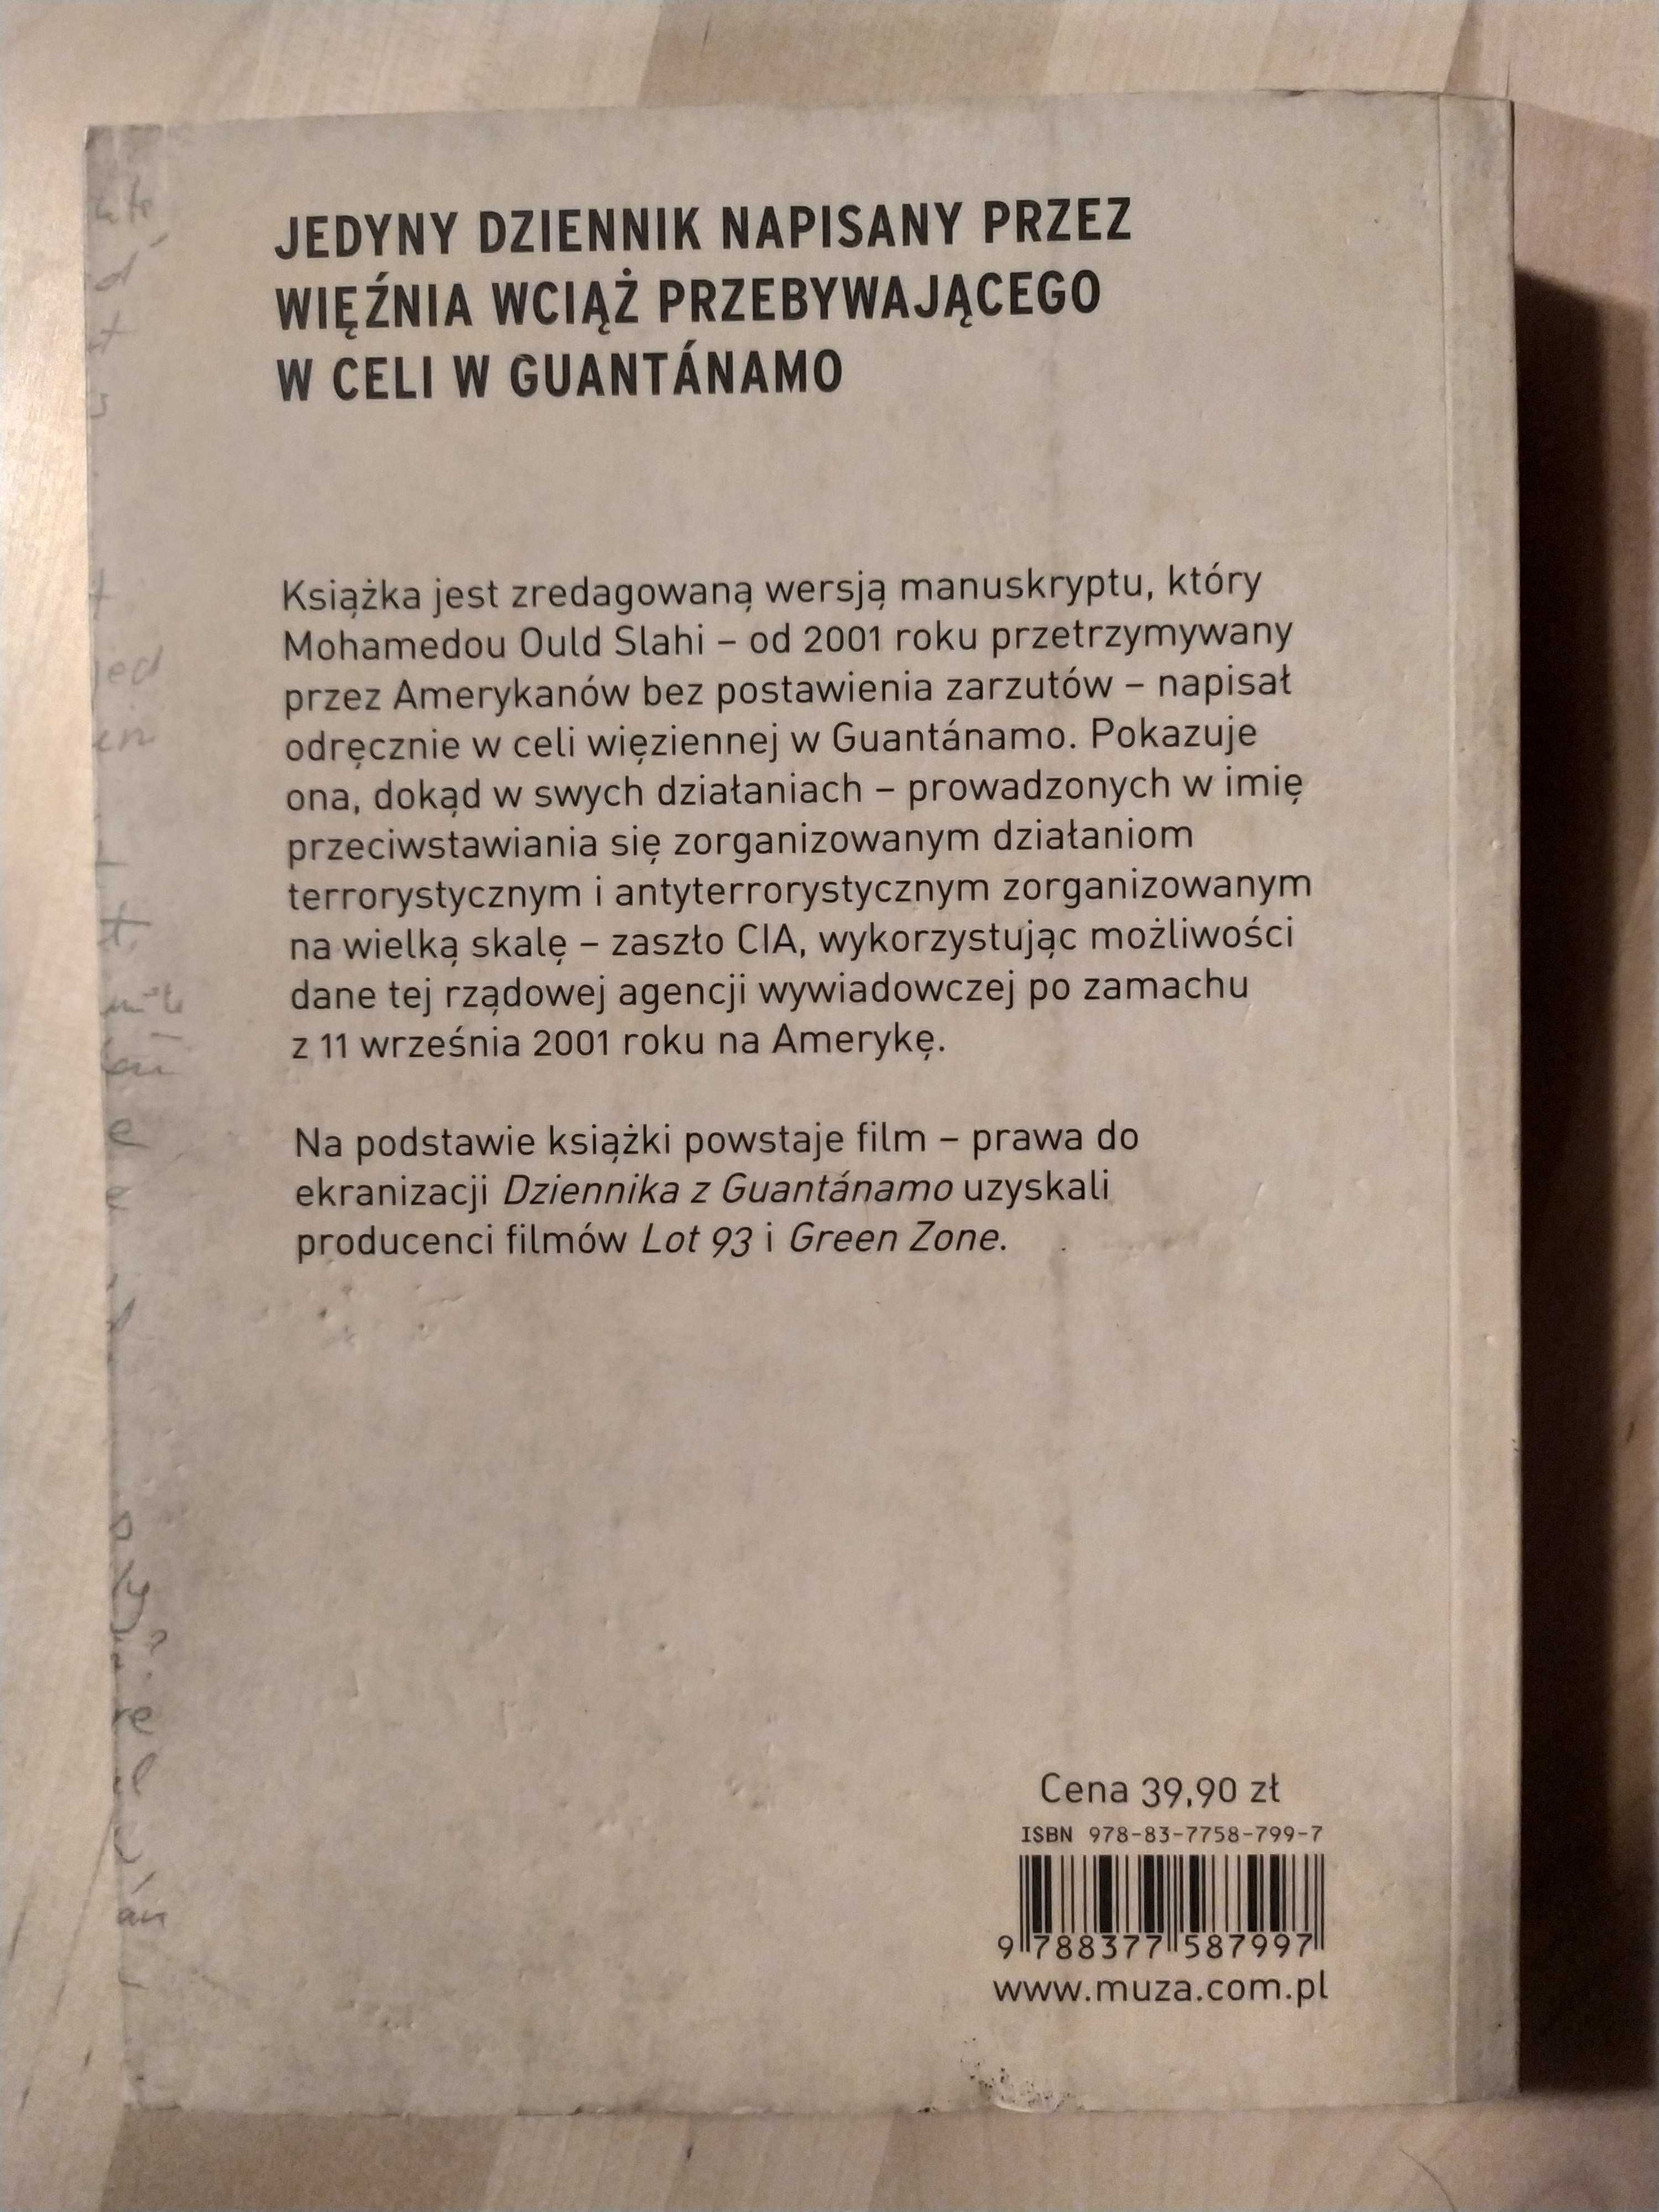 JEDYNY DZIENNIK NAPISANY PRZEZ
WIĘŹNIA WCIĄŻ PRZEBYWAJĄCEGO
W CELI W GUANTÁNAMO
Książka jest zredagowaną wersją manuskryptu, który
Mohamedou Ould Slahi – od 2001 roku przetrzymywany
przez Amerykanów bez postawienia zarzutów – napisał
odręcznie w celi więziennej w Guantánamo. Pokazuje
ona, dokąd w swych działaniach – prowadzonych w imię
przeciwstawiania się zorganizowanym działaniom
terrorystycznym i antyterrorystycznym zorganizowanym
na wielką skalę – zaszło CIA, wykorzystując możliwości
dane tej rządowej agencji wywiadowczej po zamachu
z 11 września 2001 roku na Amerykę.
Na podstawie książki powstaje film – prawa do
ekranizacji Dziennika z Guantánamo uzyskali
producenci filmów Lot 93 i Green Zone.
Cena 39,90 zł
ISBN 978-83-7758-799-7
9 788377 587997
www.muza.com.pl